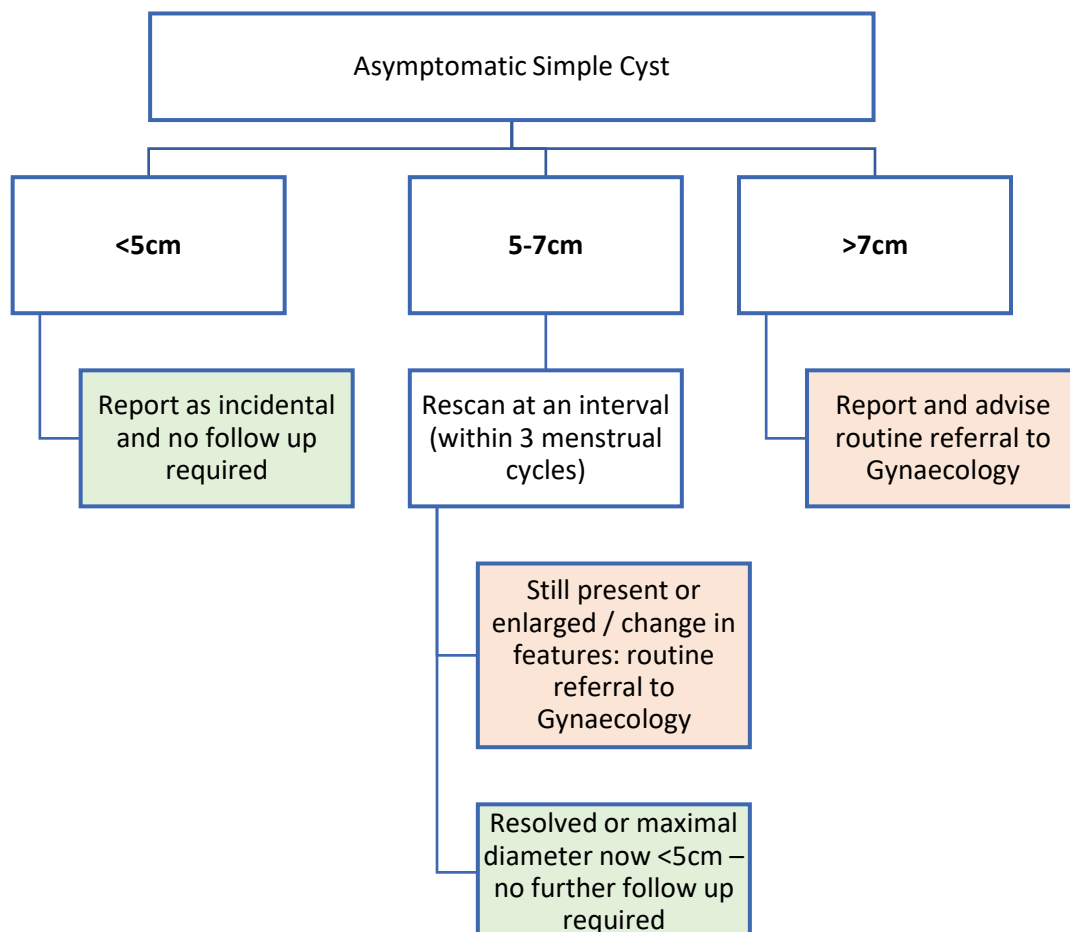 Asymptomatic Simple Cyst
<5cm
5-7cm
>7cm
Report as incidental
and no follow up
required
Rescan at an interval
(within 3 menstrual
cycles)
Report and advise
routine referral to
Gynaecology
Still present or
enlarged / change in
features: routine
referral to
Gynaecology
Resolved or maximal
diameter now <5cm –
no further follow up
required